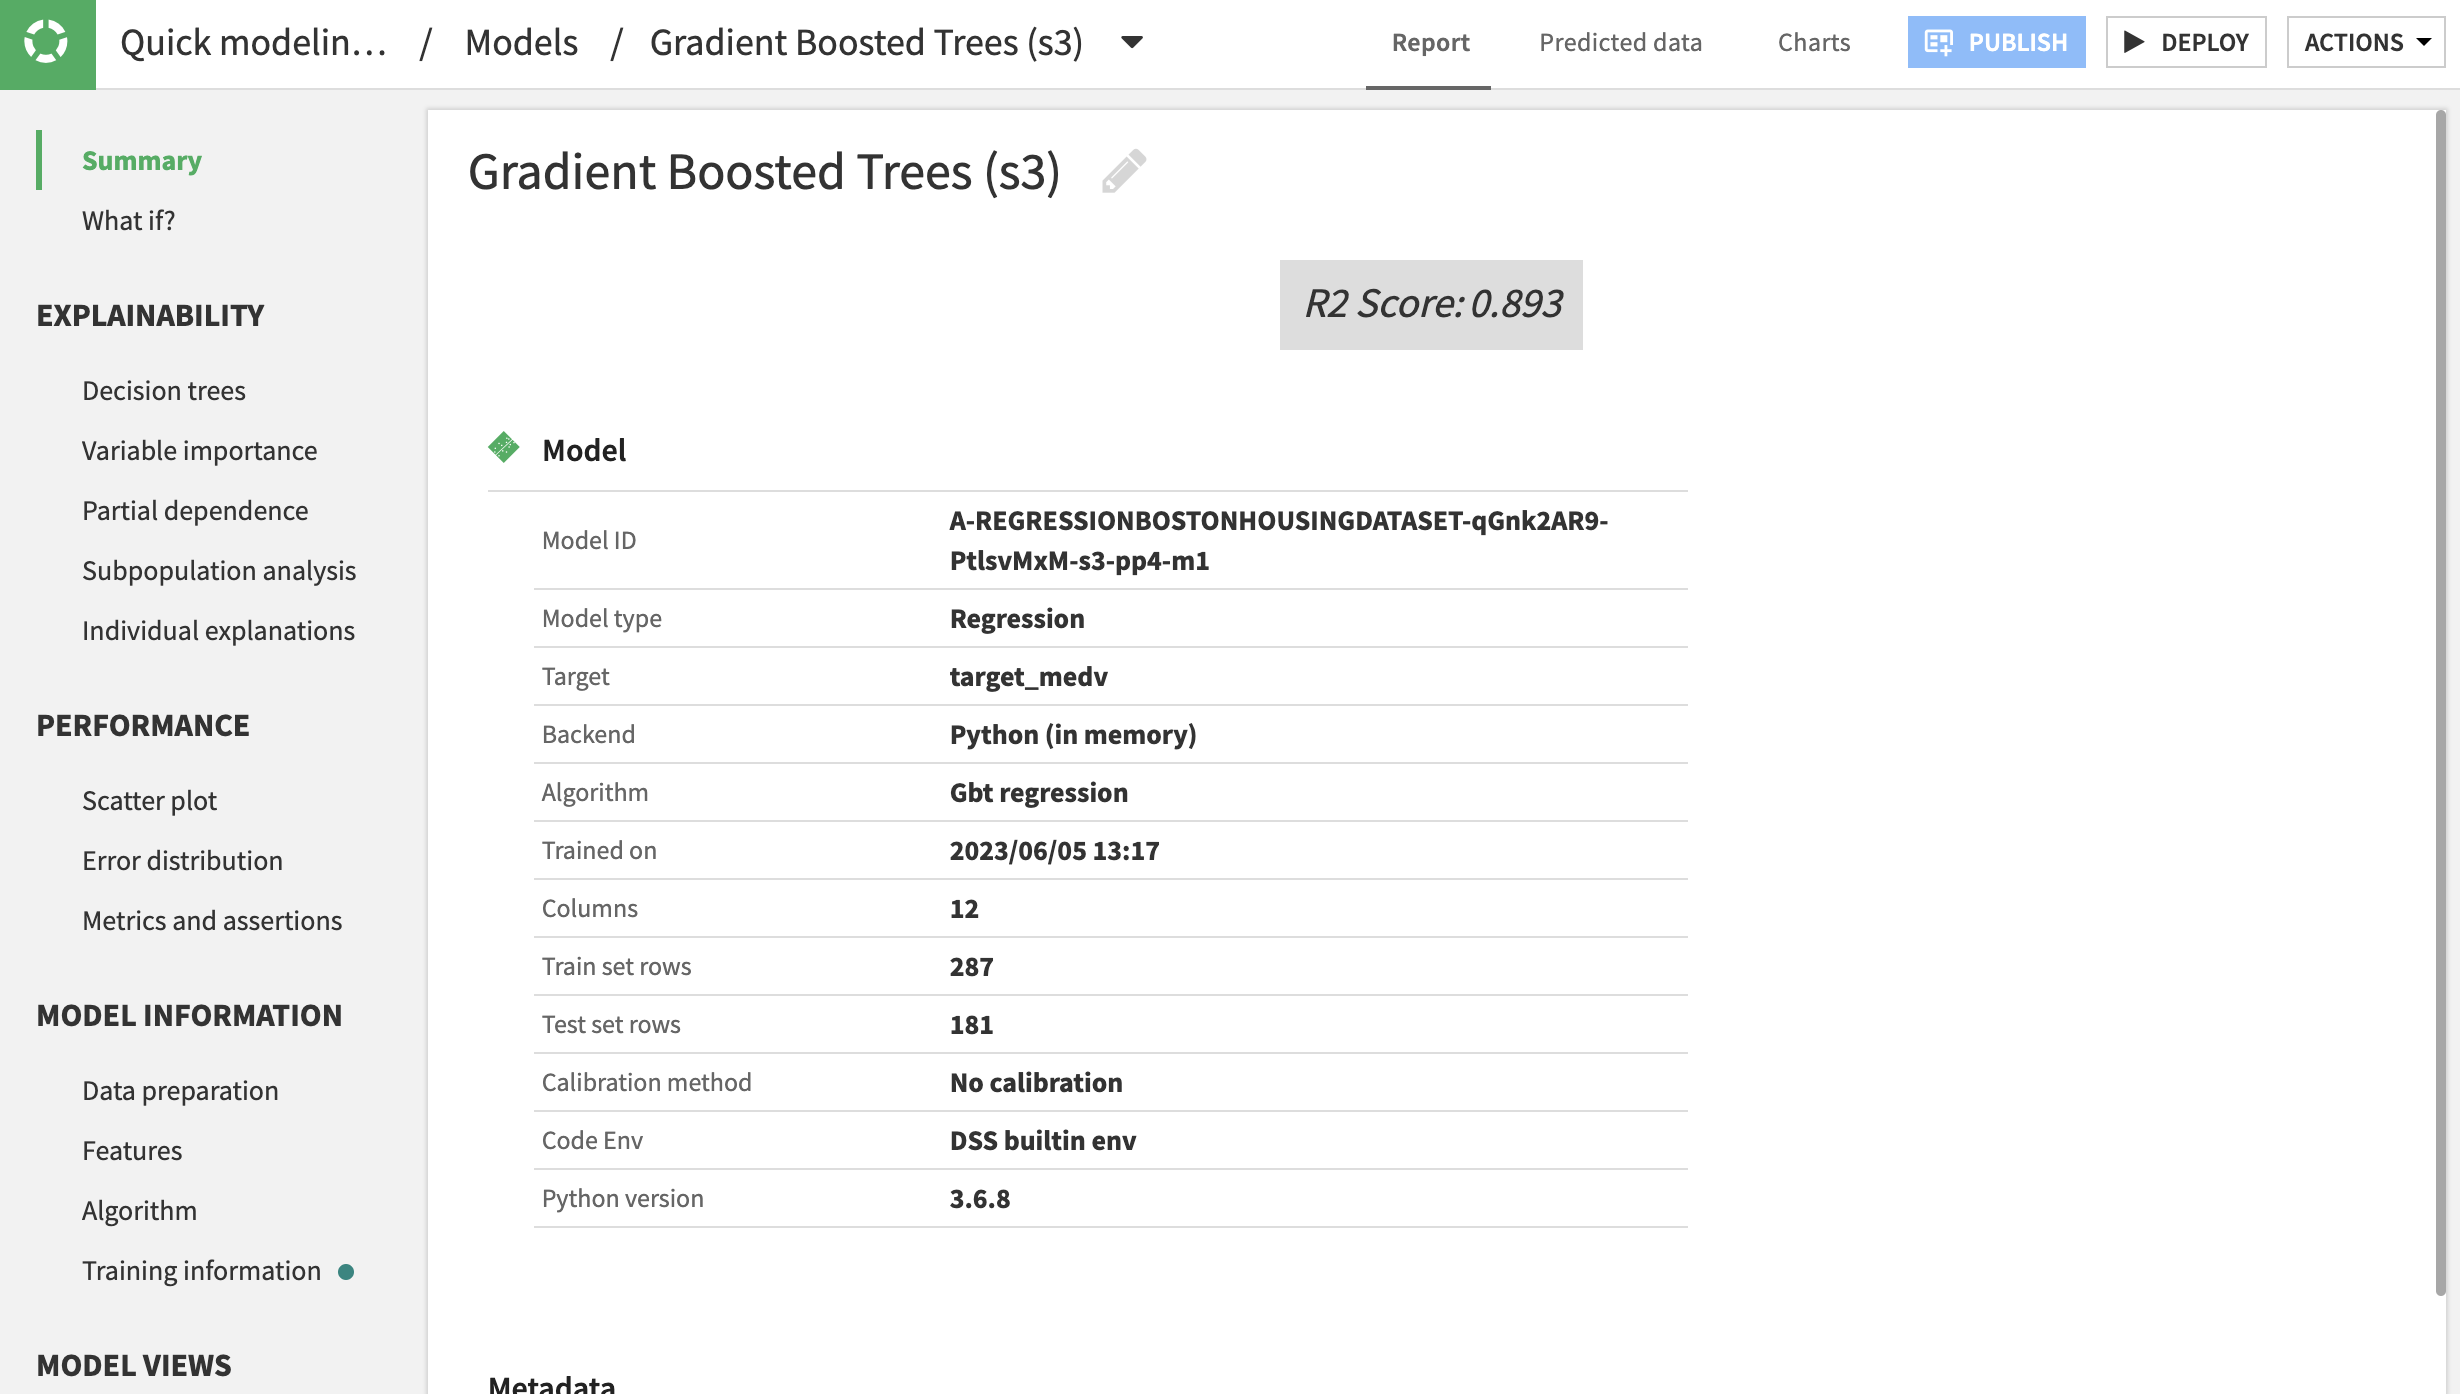 Quick modelin... / Models / Gradient Boosted Trees (s3)
Report Predicted data Charts PUBLISH DEPLOY ACTIONS
Summary
What if?
EXPLAINABILITY
Decision trees
Variable importance
Partial dependence
Subpopulation analysis
Individual explanations
PERFORMANCE
Scatter plot
Error distribution
Metrics and assertions
MODEL INFORMATION
Data preparation
Features
Algorithm
Training information
MODEL VIEWS
Gradient Boosted Trees (s3)
R2 Score: 0.893
Model
Model ID A-REGRESSIONBOSTONHOUSINGDATASET-qGnk2AR9-
PtlsvMxM-s3-pp4-m1
Model type Regression
Target target_medv
Backend Python (in memory)
Algorithm Gbt regression
Trained on 2023/06/05 13:17
Columns 12
Train set rows 287
Test set rows 181
Calibration method No calibration
Code Env DSS builtin env
Python version 3.6.8
Metadata